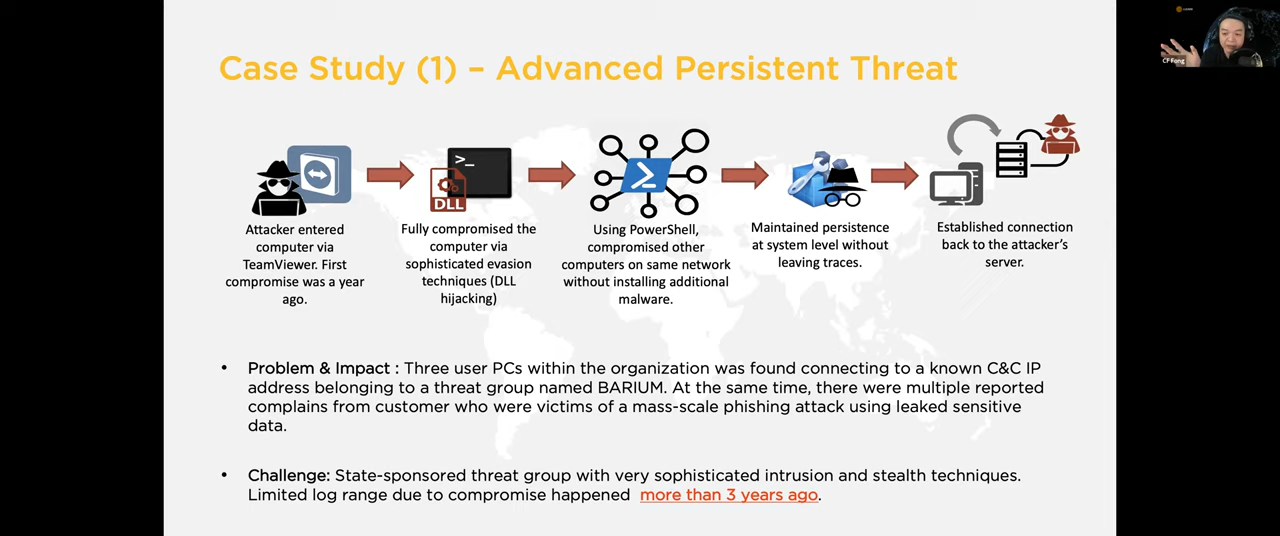 CF Fong
Case Study (1) – Advanced Persistent Threat
>_
DLL
Attacker entered
computer via
TeamViewer. First
compromise was a year
ago.
Fully compromised the
computer via
sophisticated evasion
techniques (DLL
hijacking)
Using PowerShell,
compromised other
computers on same network
without installing additional
malware.
Maintained persistence
at system level without
leaving traces.
Established connection
back to the attacker's
server.
• Problem & Impact : Three user PCs within the organization was found connecting to a known C&C IP
address belonging to a threat group named BARIUM. At the same time, there were multiple reported
complains from customer who were victims of a mass-scale phishing attack using leaked sensitive
data.
• Challenge: State-sponsored threat group with very sophisticated intrusion and stealth techniques.
Limited log range due to compromise happened more than 3 years ago.